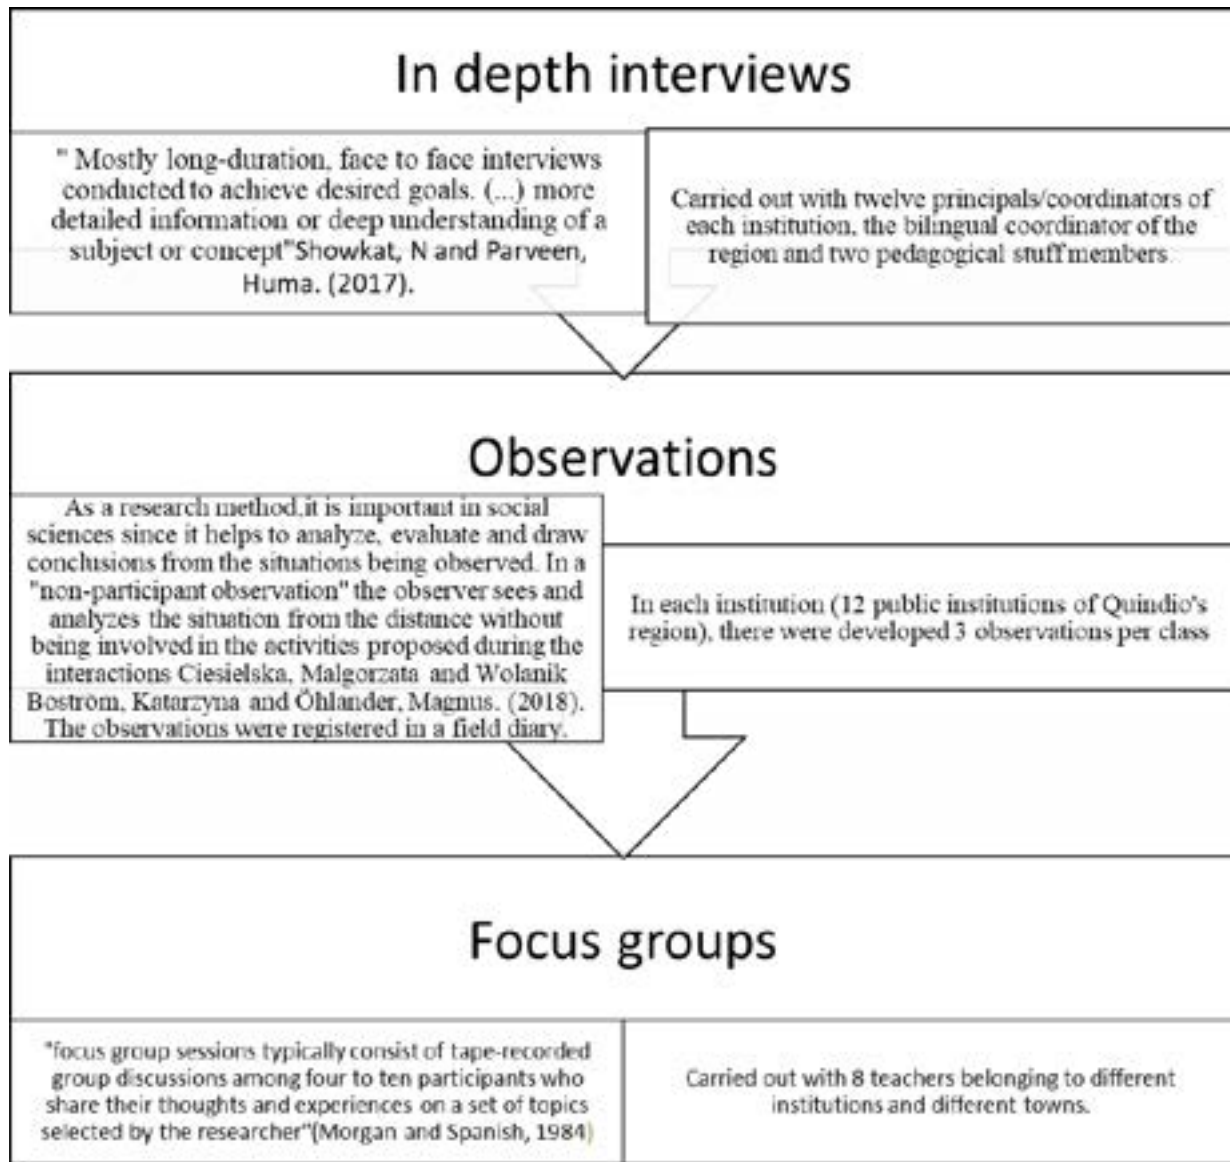 In depth interviews
" Mostly long-duration, face to face interviews
conducted to achieve desired goals. (...) more
detailed information or deep understanding of a
subject or concept"Showkat, N and Parveen,
Huma. (2017).
Carried out with twelve principals/coordinators of
each institution, the bilingual coordinator of the
region and two pedagogical stuff members
Observations
As a research method,it is important in social
sciences since it helps to analyze, evaluate and draw
conclusions from the situations being observed. In a
"non-participant observation" the observer sees and
analyzes the situation from the distance without
being involved in the activities proposed during the
interactions Ciesielska, Malgorzata and Wolanik
Boström, Katarzyna and Öhlander, Magnus. (2018).
The observations were registered in a field diary.
In each institution (12 public institutions of Quindio's
region), there were developed 3 observations per class
Focus groups
"focus group sessions typically consist of tape-recorded
group discussions among four to ten participants who
share their thoughts and experiences on a set of topics
selected by the researcher"(Morgan and Spanish, 1984)
Carried out with 8 teachers belonging to different
institutions and different towns.